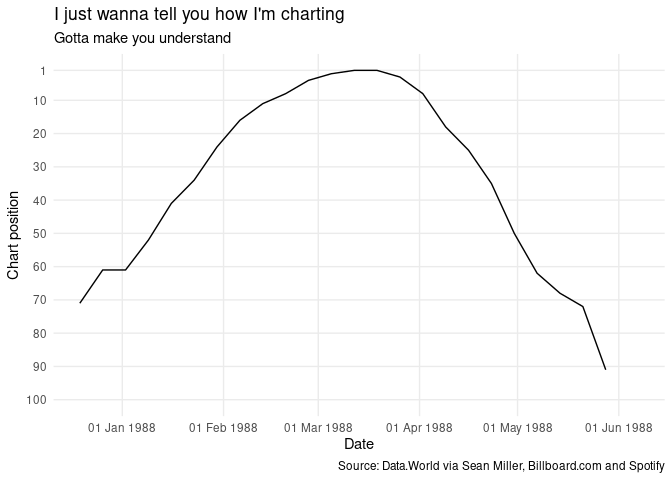 I just wanna tell you how I'm charting
Gotta make you understand
Chart position
1
10
20
30
40
50
60
70
80
90
100
01 Jan 1988 01 Feb 1988 01 Mar 1988 01 Apr 1988 01 May 1988 01 Jun 1988
Date
Source: Data.World via Sean Miller, Billboard.com and Spotify